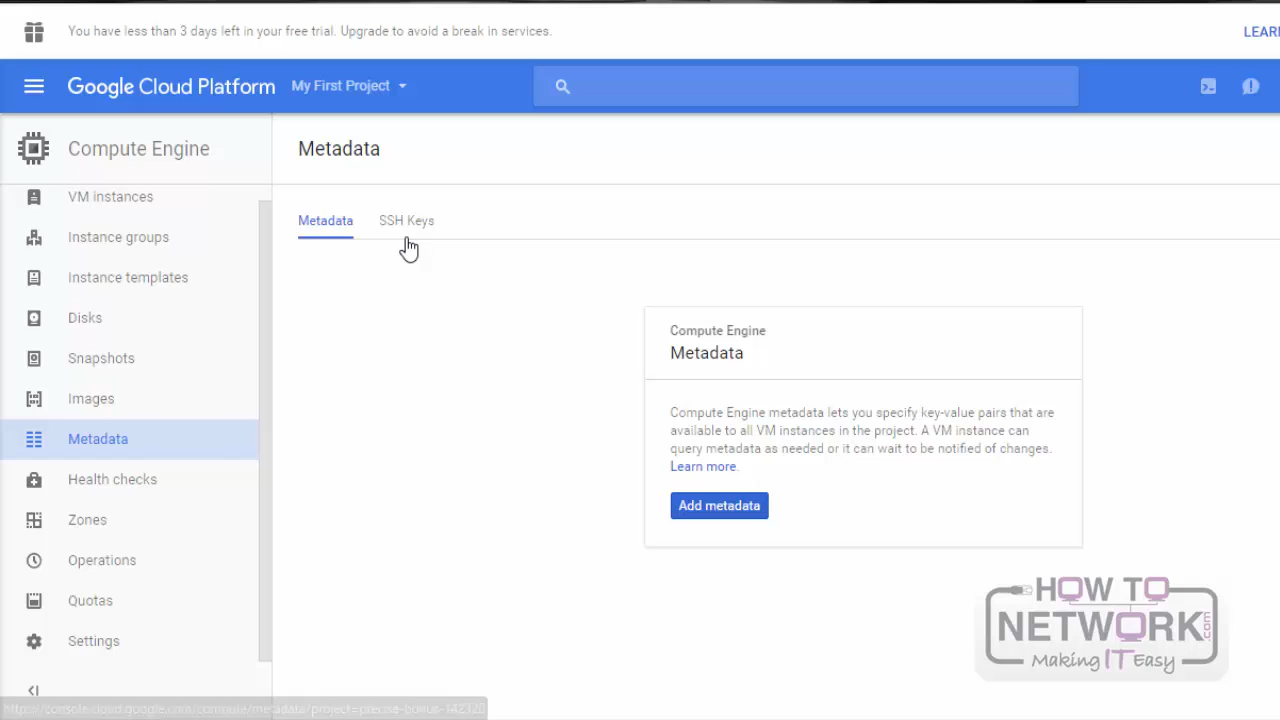 You have less than 3 days left in your free trial. Upgrade to avoid a break in services.
LEAR
Google Cloud Platform
My First Project
Compute Engine
Metadata
VM instances
Instance groups
Instance templates
Disks
Snapshots
Images
Metadata
Health checks
Zones
Operations
Quotas
Settings
Metadata
SSH Keys
Compute Engine
Metadata
Compute Engine metadata lets you specify key-value pairs that are
available to all VM instances in the project. A VM instance can
query metadata as needed or it can wait to be notified of changes.
Learn more.
Add metadata
HOW TO
NETWORK.com
Making IT Easy